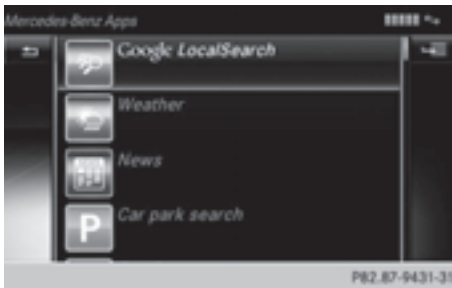 Mercedes-Benz Apps
Google LocalSearch
Weather
News
Car park search
P
P82.87-9431-31